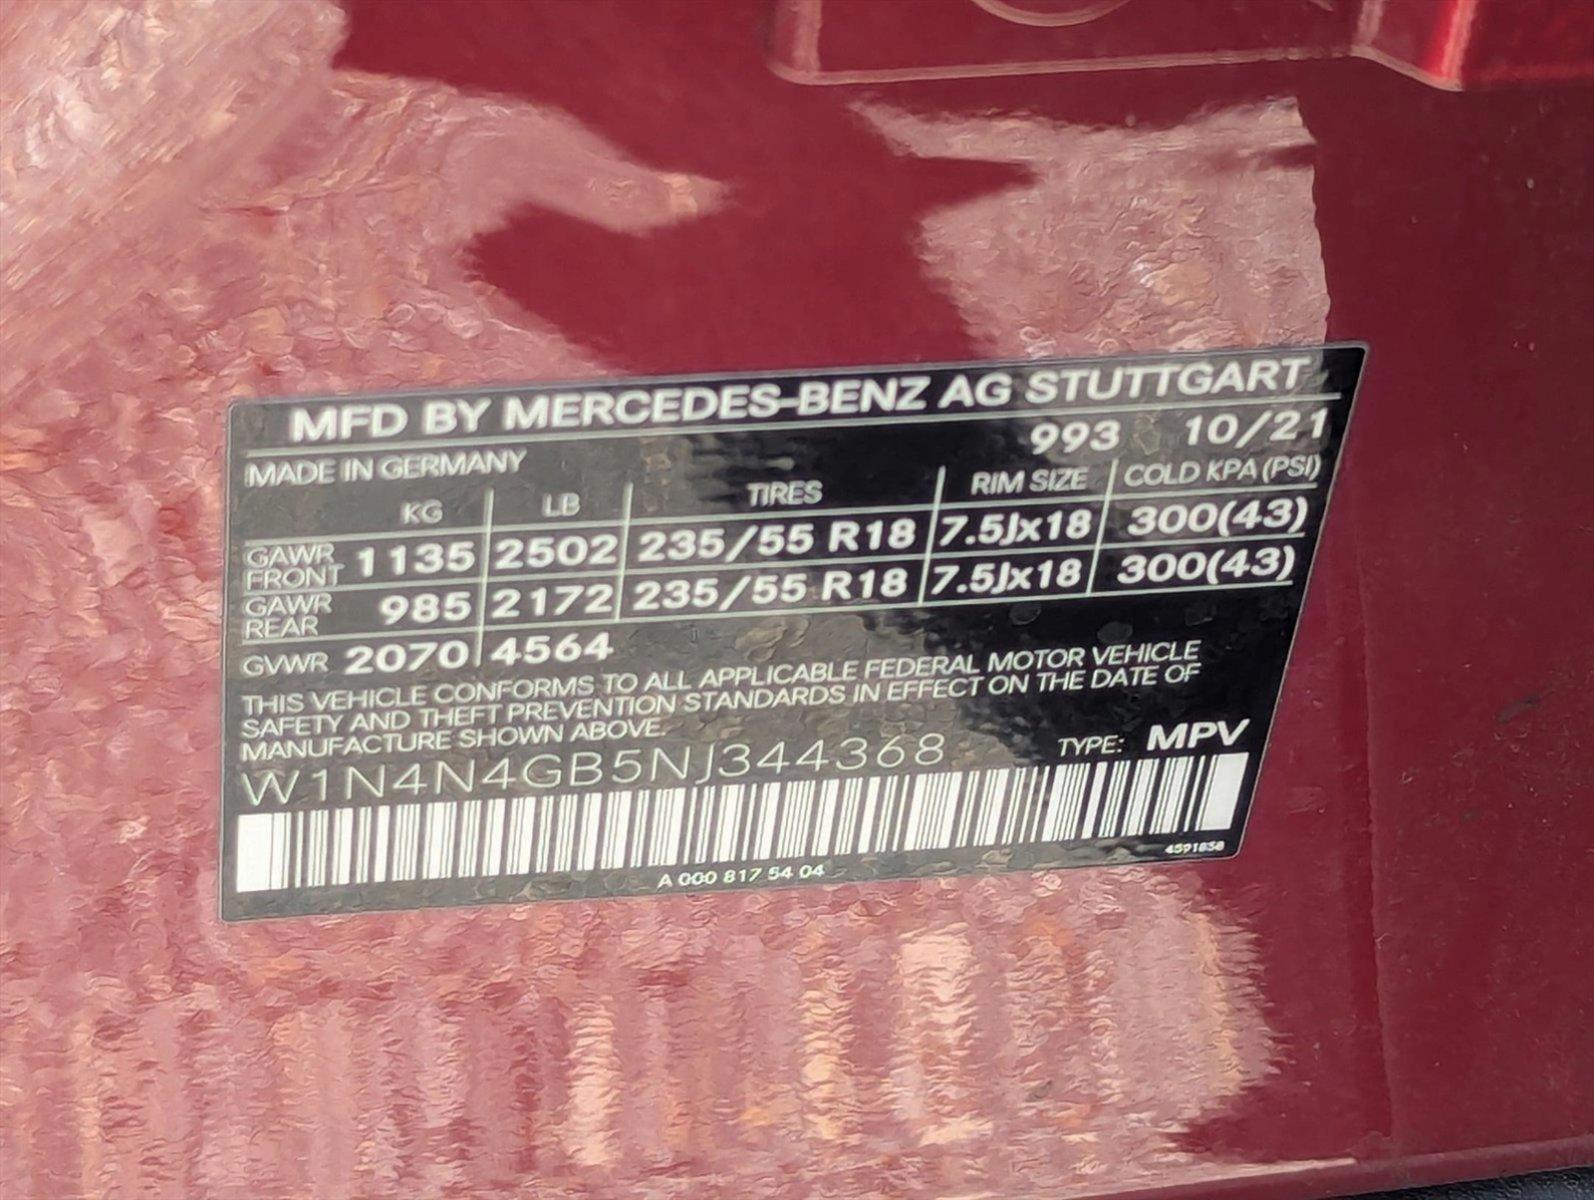 MFD BY MERCEDES-BENZ AG STUTTGART
993 10/21
MADE IN GERMANY
KG LB TIRES RIM SIZE COLD KPA (PSI)
GAWR FRONT 1135 2502 235/55 R18 7.5Jx18 300(43)
GAWR REAR 985 2172 235/55 R18 7.5Jx18 300(43)
GVWR 2070 4564
THIS VEHICLE CONFORMS TO ALL APPLICABLE FEDERAL MOTOR VEHICLE
SAFETY AND THEFT PREVENTION STANDARDS IN EFFECT ON THE DATE OF
MANUFACTURE SHOWN ABOVE.
W1N4N4GB5NJ344368 TYPE: MPV
A 000 817 54 04
4591858